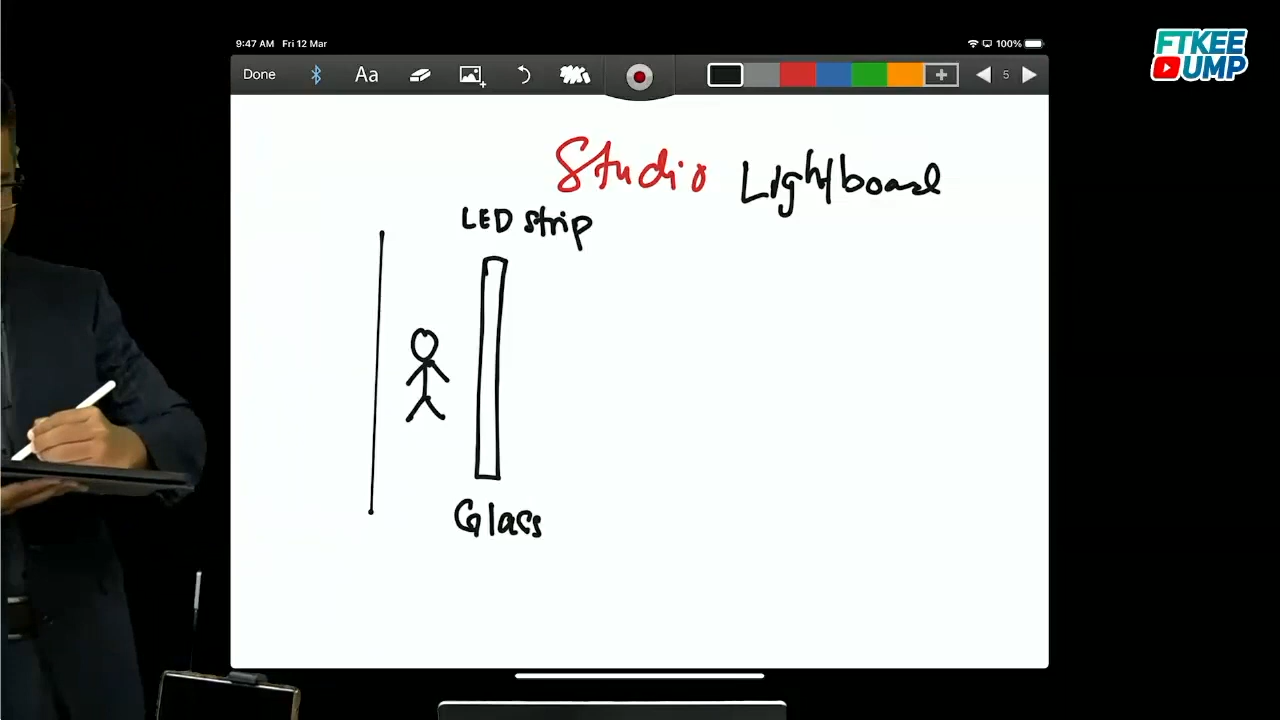 9:47 AM Fri 12 Mar
100%
Done
Aa
5
FTKEE
UMP
Studio Lightboard
LED strip
Glass